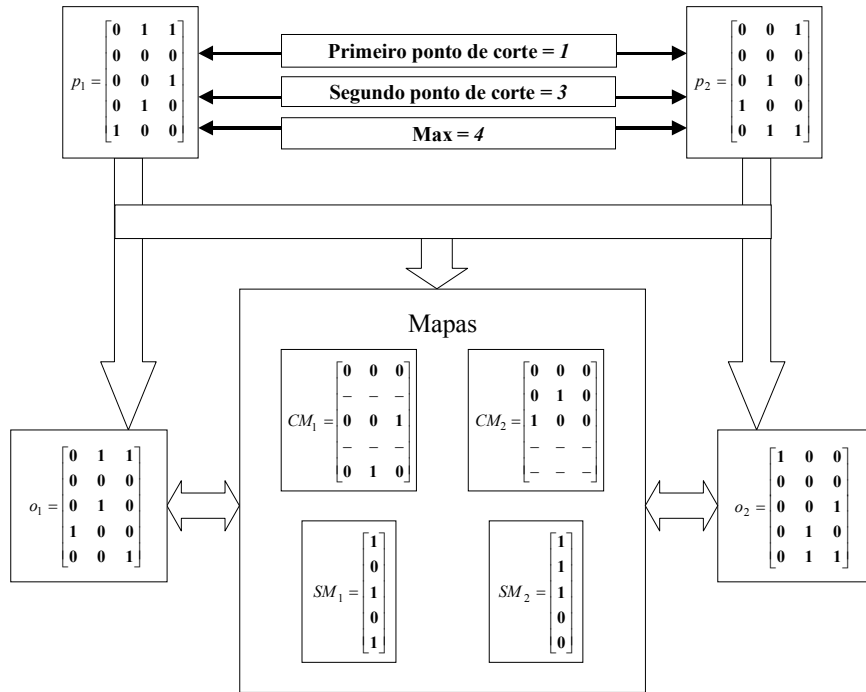 Primeiro ponto de corte = 1
Segundo ponto de corte = 3
Max = 4
p₁ =
0 1 1
0 0 0
0 0 1
0 1 0
1 0 0
p₂ =
0 0 1
0 0 0
0 1 0
1 0 0
0 1 1
Mapas
CM₁ =
0 0 0
– – –
0 0 1
– – –
0 1 0
CM₂ =
0 0 0
0 1 0
1 0 0
– – –
– – –
o₁ =
0 1 1
0 0 0
0 1 0
1 0 0
0 0 1
o₂ =
1 0 0
0 0 0
0 0 1
0 1 0
0 1 1
SM₁ =
1
0
1
0
1
SM₂ =
1
1
1
0
0